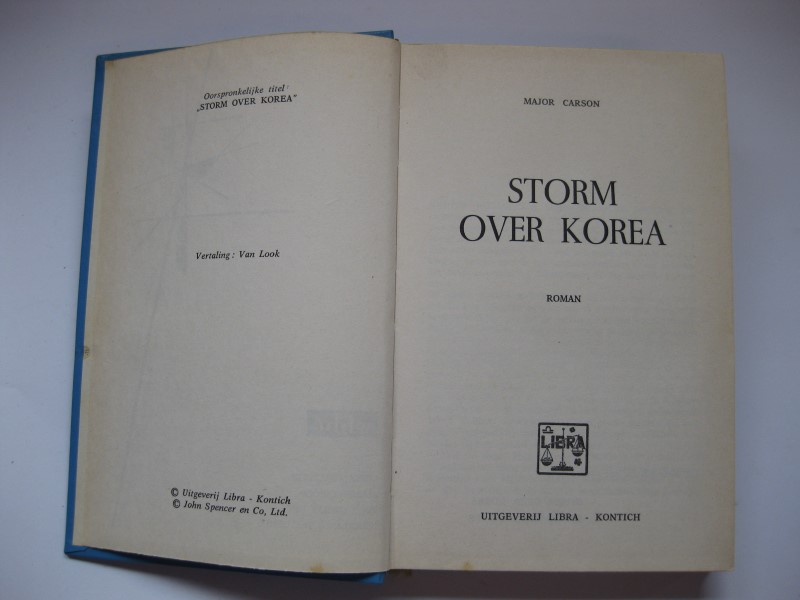 Oorspronkelijke titel:
„STORM OVER KOREA”
Vertaling: Van Look
© Uitgeverij Libra - Kontich
© John Spencer en Co, Ltd.
MAJOR CARSON
STORM
OVER KOREA
ROMAN
LIBRA
UITGEVERIJ LIBRA - KONTICH